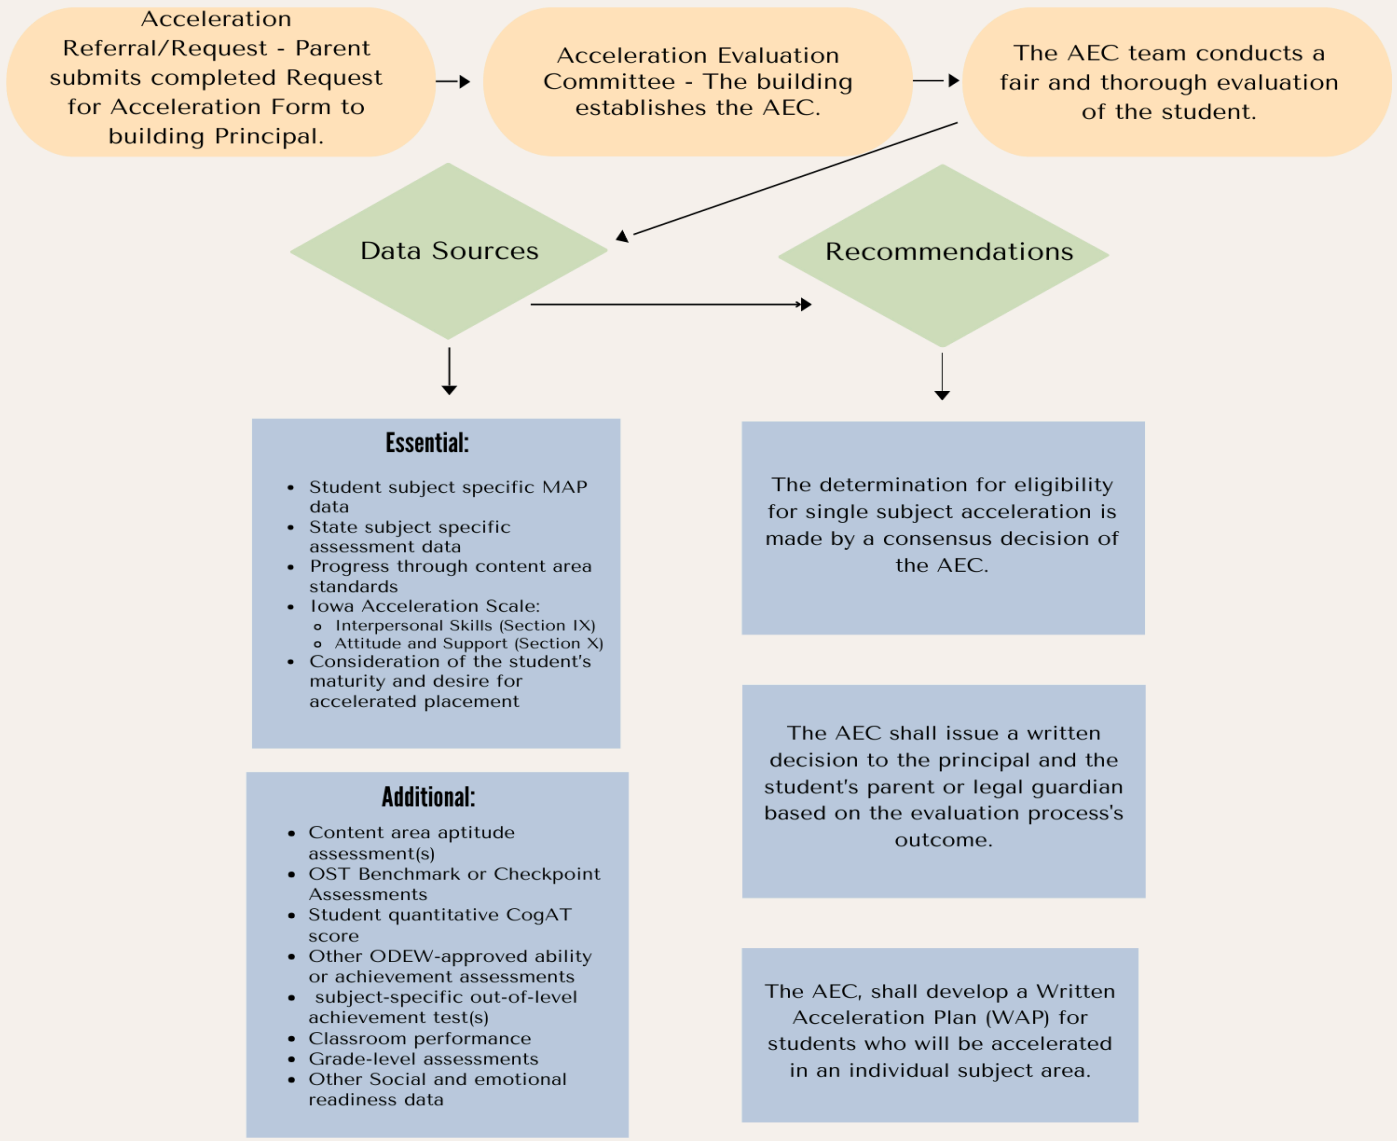 Acceleration
Referral/Request - Parent
submits completed Request
for Acceleration Form to
building Principal.
Acceleration Evaluation
Committee - The building
establishes the AEC.
The AEC team conducts a
fair and thorough evaluation
of the student.
Data Sources
Recommendations
Essential:
• Student subject specific MAP
data
• State subject specific
assessment data
• Progress through content area
standards
• Iowa Acceleration Scale:
◦ Interpersonal Skills (Section IX)
◦ Attitude and Support (Section X)
• Consideration of the student's
maturity and desire for
accelerated placement
Additional:
• Content area aptitude
assessment(s)
• OST Benchmark or Checkpoint
Assessments
• Student quantitative CogAT
score
• Other ODEW-approved ability
or achievement assessments
• subject-specific out-of-level
achievement test(s)
• Classroom performance
• Grade-level assessments
• Other Social and emotional
readiness data
The determination for eligibility
for single subject acceleration is
made by a consensus decision of
the AEC.
The AEC shall issue a written
decision to the principal and the
student's parent or legal guardian
based on the evaluation process's
outcome.
The AEC, shall develop a Written
Acceleration Plan (WAP) for
students who will be accelerated
in an individual subject area.